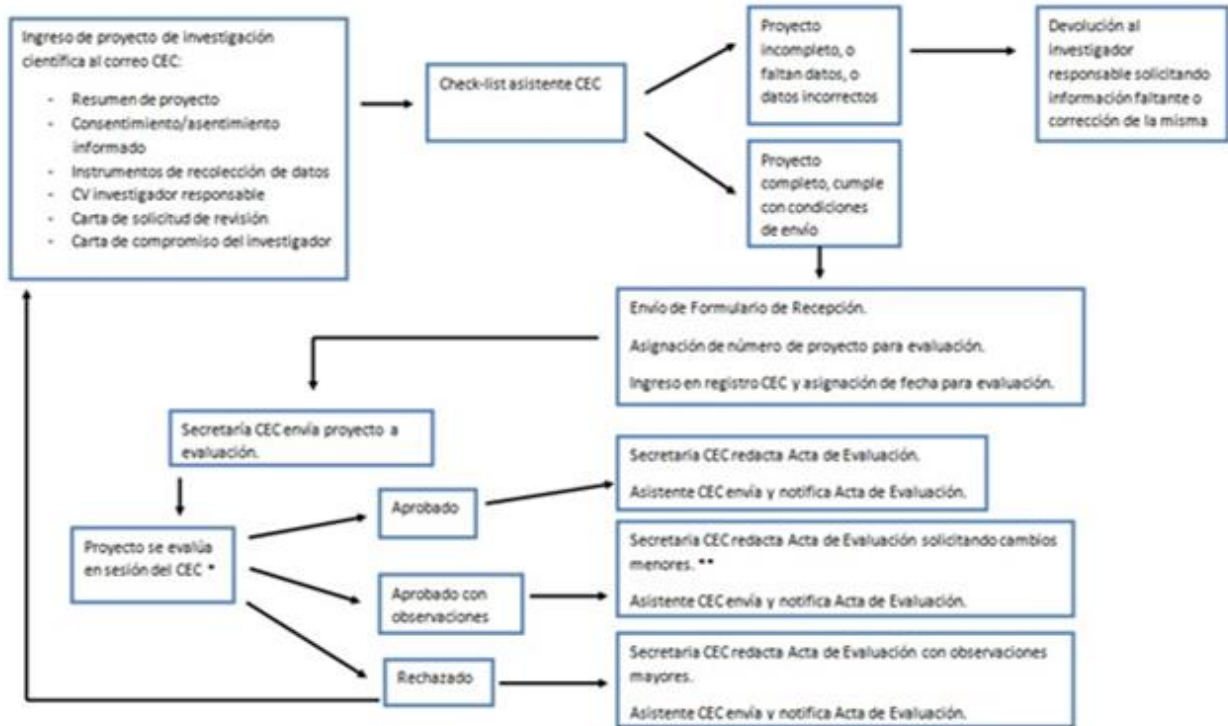 Ingreso de proyecto de investigación
científica al correo CEC:
- Resumen de proyecto
- Consentimiento/asentimiento
informado
- Instrumentos de recolección de datos
- CV investigador responsable
- Carta de solicitud de revisión
- Carta de compromiso del investigador
Check-list asistente CEC
Proyecto
incompleto, o
faltan datos, o
datos incorrectos
Devolución al
investigador
responsable solicitando
información faltante o
corrección de la misma
Proyecto
completo, cumple
con condiciones
de envío
Envío de Formulario de Recepción.
Asignación de número de proyecto para evaluación.
Ingreso en registro CEC y asignación de fecha para evaluación.
Secretaría CEC envía proyecto a
evaluación.
Proyecto se evalúa
en sesión del CEC *
Aprobado
Secretaria CEC redacta Acta de Evaluación.
Asistente CEC envía y notifica Acta de Evaluación.
Aprobado con
observaciones
Secretaria CEC redacta Acta de Evaluación solicitando cambios
menores. **
Asistente CEC envía y notifica Acta de Evaluación.
Rechazado
Secretaria CEC redacta Acta de Evaluación con observaciones
mayores.
Asistente CEC envía y notifica Acta de Evaluación.